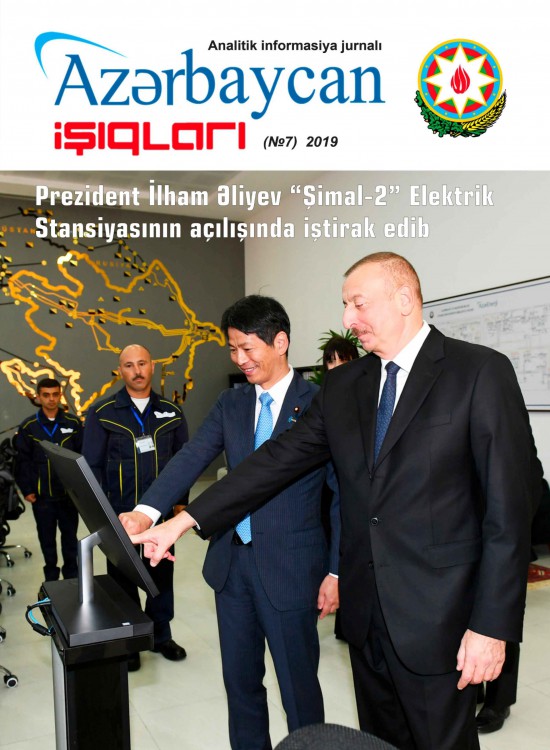 Analitik informasiya jurnalı
Azərbaycan
işıqları
(№7) 2019
Prezident İlham Əliyev “Şimal-2” Elektrik
Stansiyasının açılışında iştirak edib